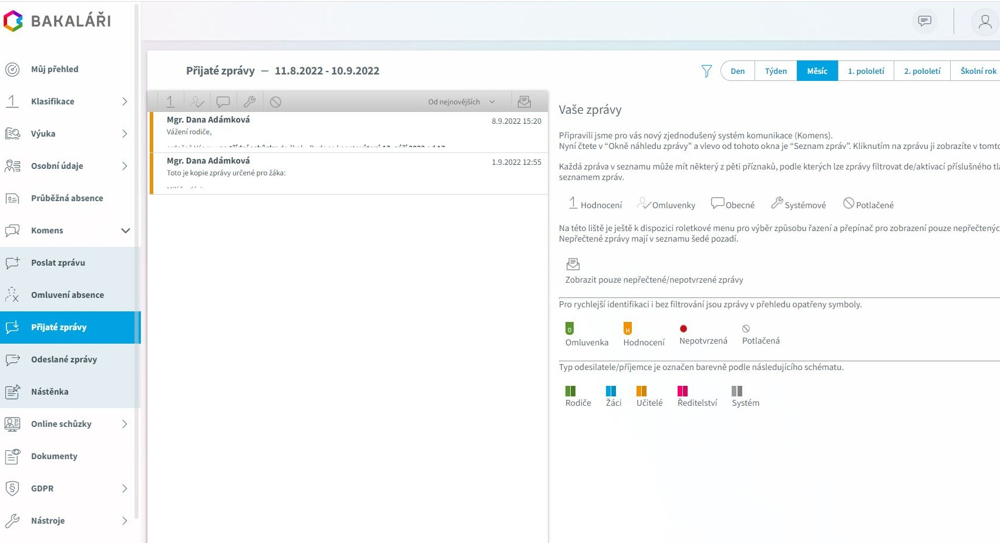 BAKALÁŘI
Můj přehled
Klasifikace
Výuka
Osobní údaje
Průběžná absence
Komens
Poslat zprávu
Omluvení absence
Přijaté zprávy
Odeslané zprávy
Nástěnka
Online schůzky
Dokumenty
GDPR
Nástroje
Přijaté zprávy — 11.8.2022 - 10.9.2022
Den
Týden
Měsíc
1. pololetí
2. pololetí
Školní rok
Od nejnovějších
Mgr. Dana Adámková
8.9.2022 15:20
Vážení rodiče,
Mgr. Dana Adámková
1.9.2022 12:55
Toto je kopie zprávy určené pro žáka:
Vaše zprávy
Připravili jsme pro vás nový zjednodušený systém komunikace (Komens).
Nyní čtete v “Okně náhledu zprávy” a vlevo od tohoto okna je “Seznam zpráv”. Kliknutím na zprávu ji zobrazíte v tomto
Každá zpráva v seznamu může mít některý z pěti příznaků, podle kterých lze zprávy filtrovat de/aktivací příslušného
seznamem zpráv.
Hodnocení
Omluvenky
Obecné
Systémové
Potlačené
Na této liště je ještě k dispozici roletkové menu pro výběr způsobu řazení a přepínač pro zobrazení pouze nepřečtených
Nepřečtené zprávy mají v seznamu šedé pozadí.
Zobrazit pouze nepřečtené/nepotvrzené zprávy
Pro rychlejší identifikaci i bez filtrování jsou zprávy v přehledu opatřeny symboly.
O
H
Omluvenka
Hodnocení
Nepotvrzená
Potlačená
Typ odesilatele/příjemce je označen barevně podle následujícího schématu.
Rodiče
Žáci
Učitelé
Ředitelství
Systém